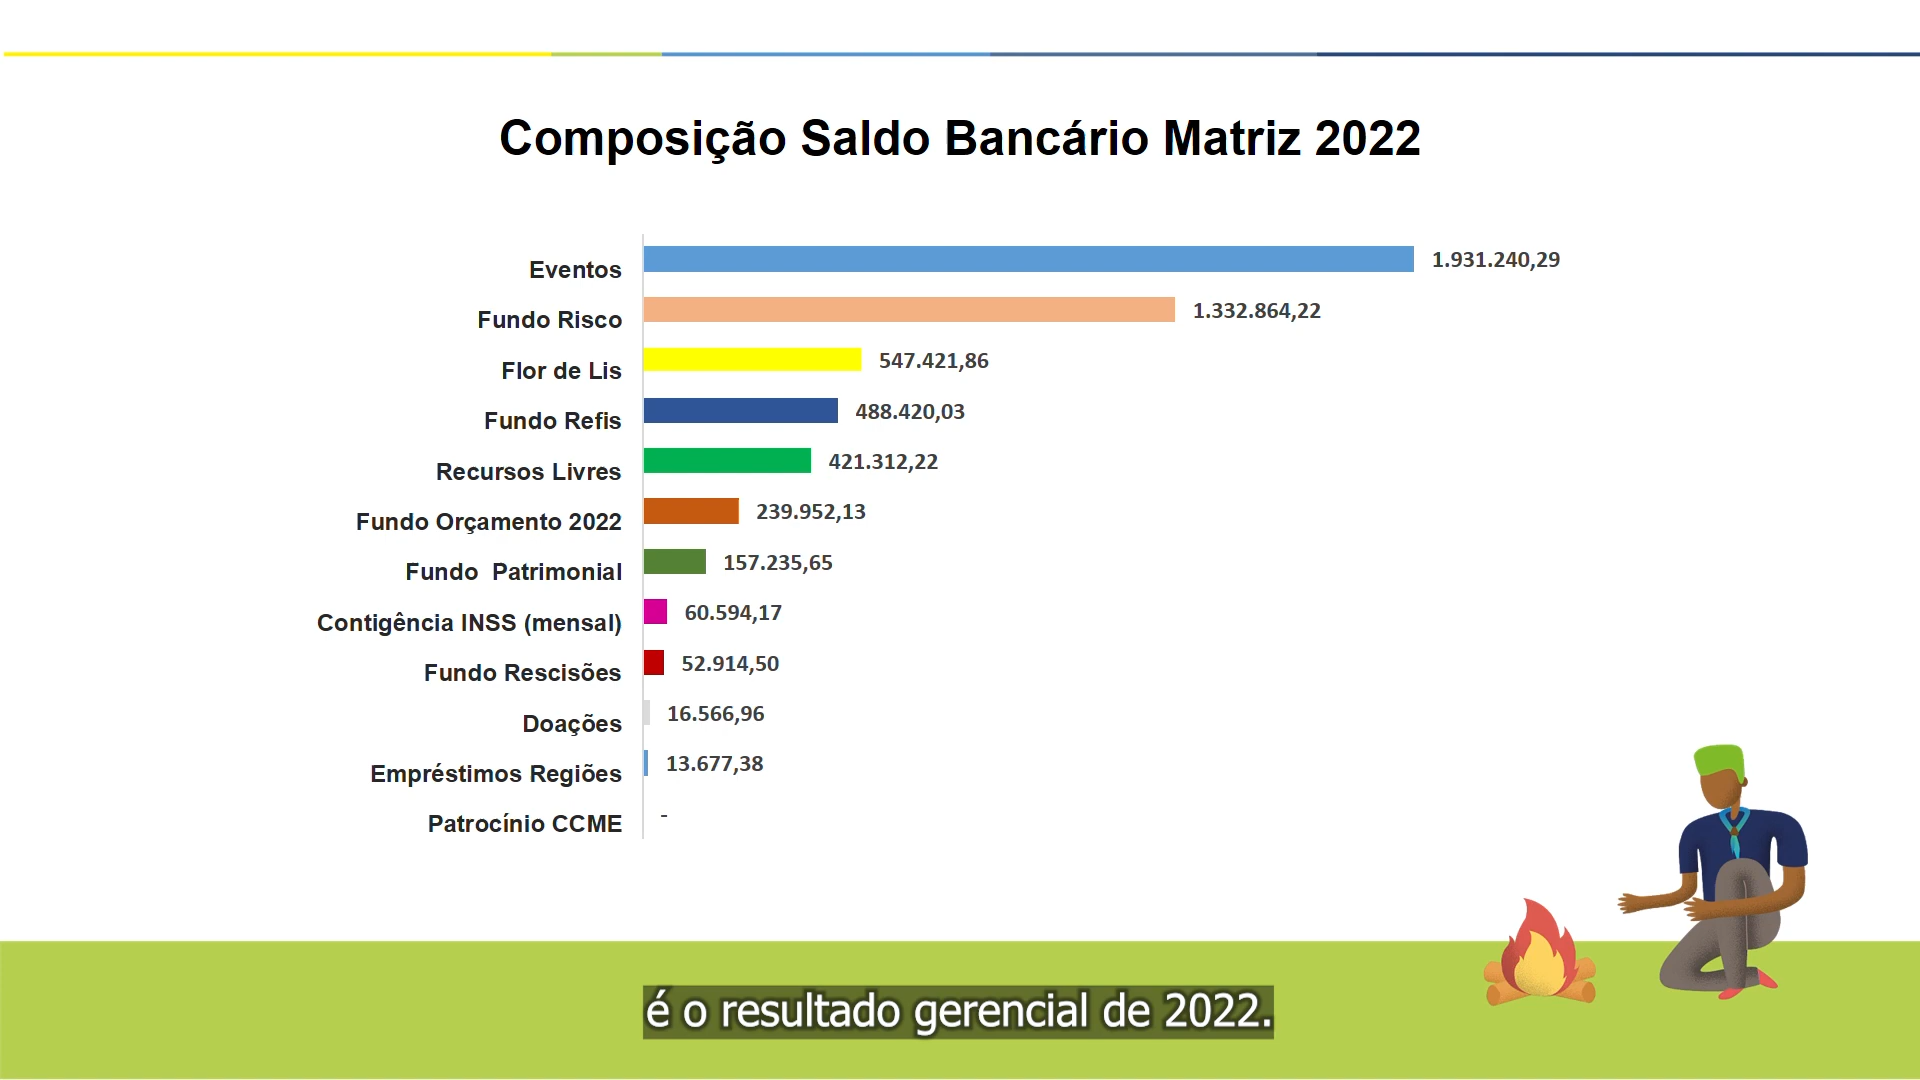 Composição Saldo Bancário Matriz 2022
Eventos 1.931.240,29
Fundo Risco 1.332.864,22
Flor de Lis 547.421,86
Fundo Refis 488.420,03
Recursos Livres 421.312,22
Fundo Orçamento 2022 239.952,13
Fundo Patrimonial 157.235,65
Contigência INSS (mensal) 60.594,17
Fundo Rescisões 52.914,50
Doações 16.566,96
Empréstimos Regiões 13.677,38
Patrocínio CCME -
é o resultado gerencial de 2022.